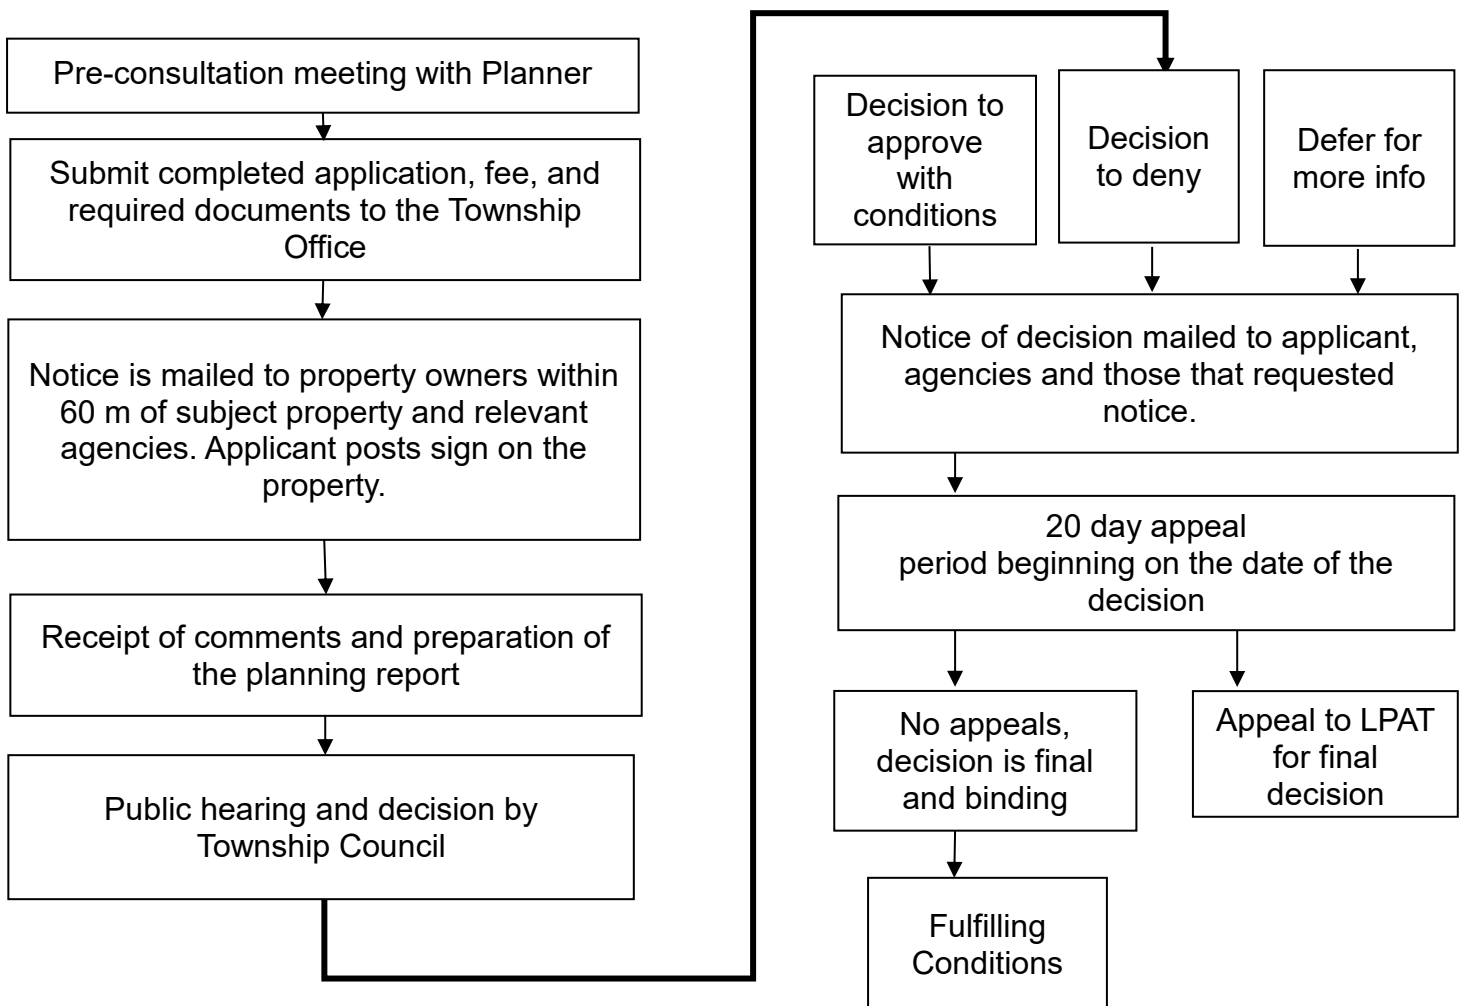 Pre-consultation meeting with Planner
Submit completed application, fee, and
required documents to the Township
Office
Notice is mailed to property owners within
60 m of subject property and relevant
agencies. Applicant posts sign on the
property.
Receipt of comments and preparation of
the planning report
Public hearing and decision by
Township Council
Decision to
approve
with
conditions
Decision
to deny
Defer for
more info
Notice of decision mailed to applicant,
agencies and those that requested
notice.
20 day appeal
period beginning on the date of the
decision
No appeals,
decision is final
and binding
Appeal to LPAT
for final
decision
Fulfilling
Conditions